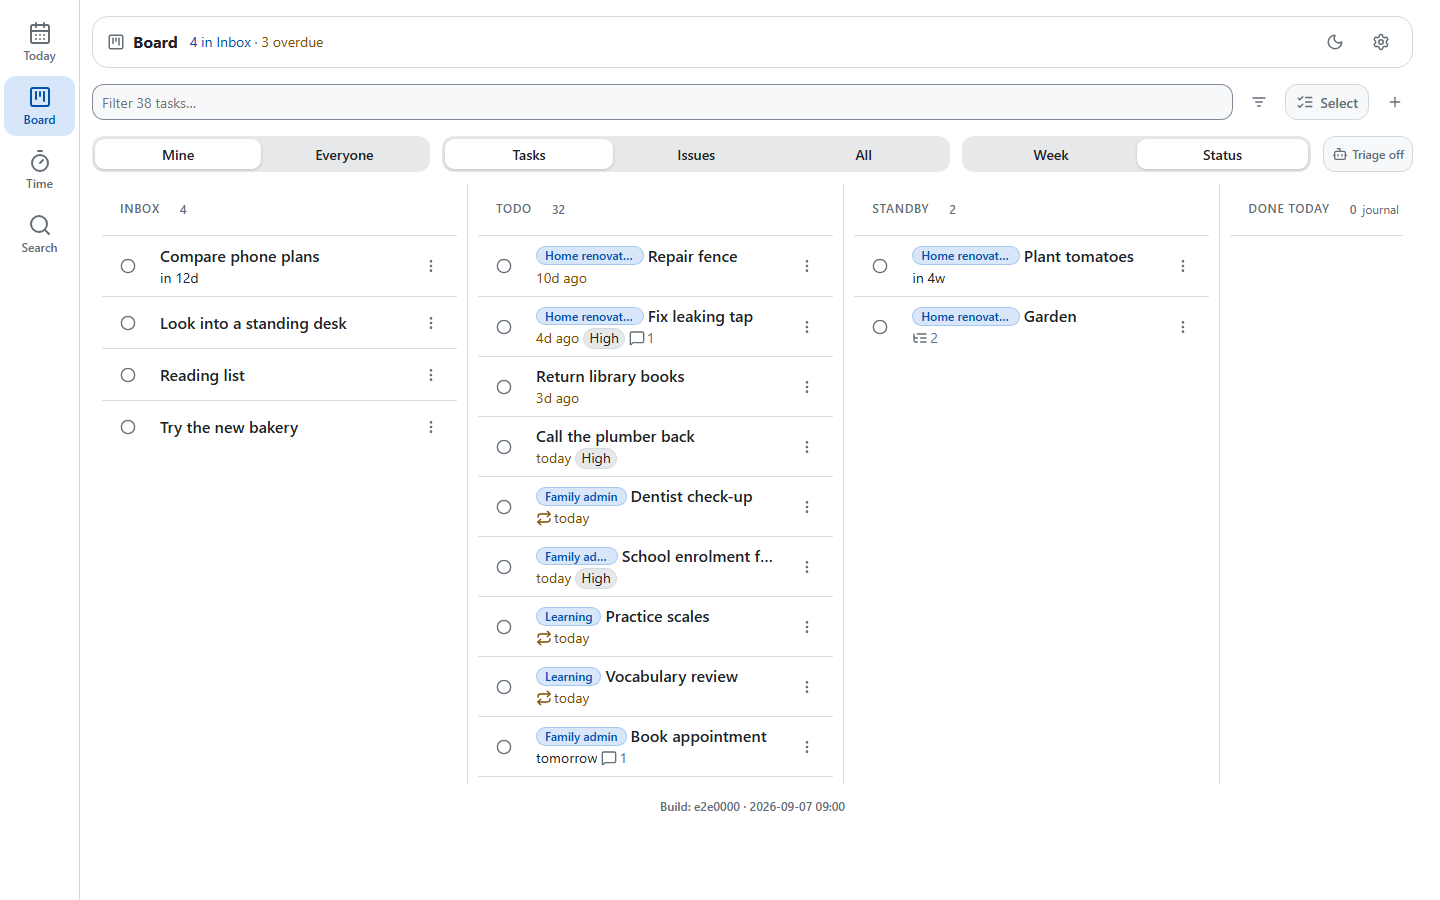 Today
Board
Time
Search
Board 4 in Inbox · 3 overdue
Filter 38 tasks...
Select
Mine
Everyone
Tasks
Issues
All
Week
Status
Triage off
INBOX 4
Compare phone plans
in 12d
Look into a standing desk
Reading list
Try the new bakery
TODO 32
Home renovat... Repair fence
10d ago
Home renovat... Fix leaking tap
4d ago High 1
Return library books
3d ago
Call the plumber back
today High
Family admin Dentist check-up
today
Family ad... School enrolment f...
today High
Learning Practice scales
today
Learning Vocabulary review
today
Family admin Book appointment
tomorrow 1
STANDBY 2
Home renovat... Plant tomatoes
in 4w
Home renovat... Garden
2
DONE TODAY 0 journal
Build: e2e0000 · 2026-09-07 09:00